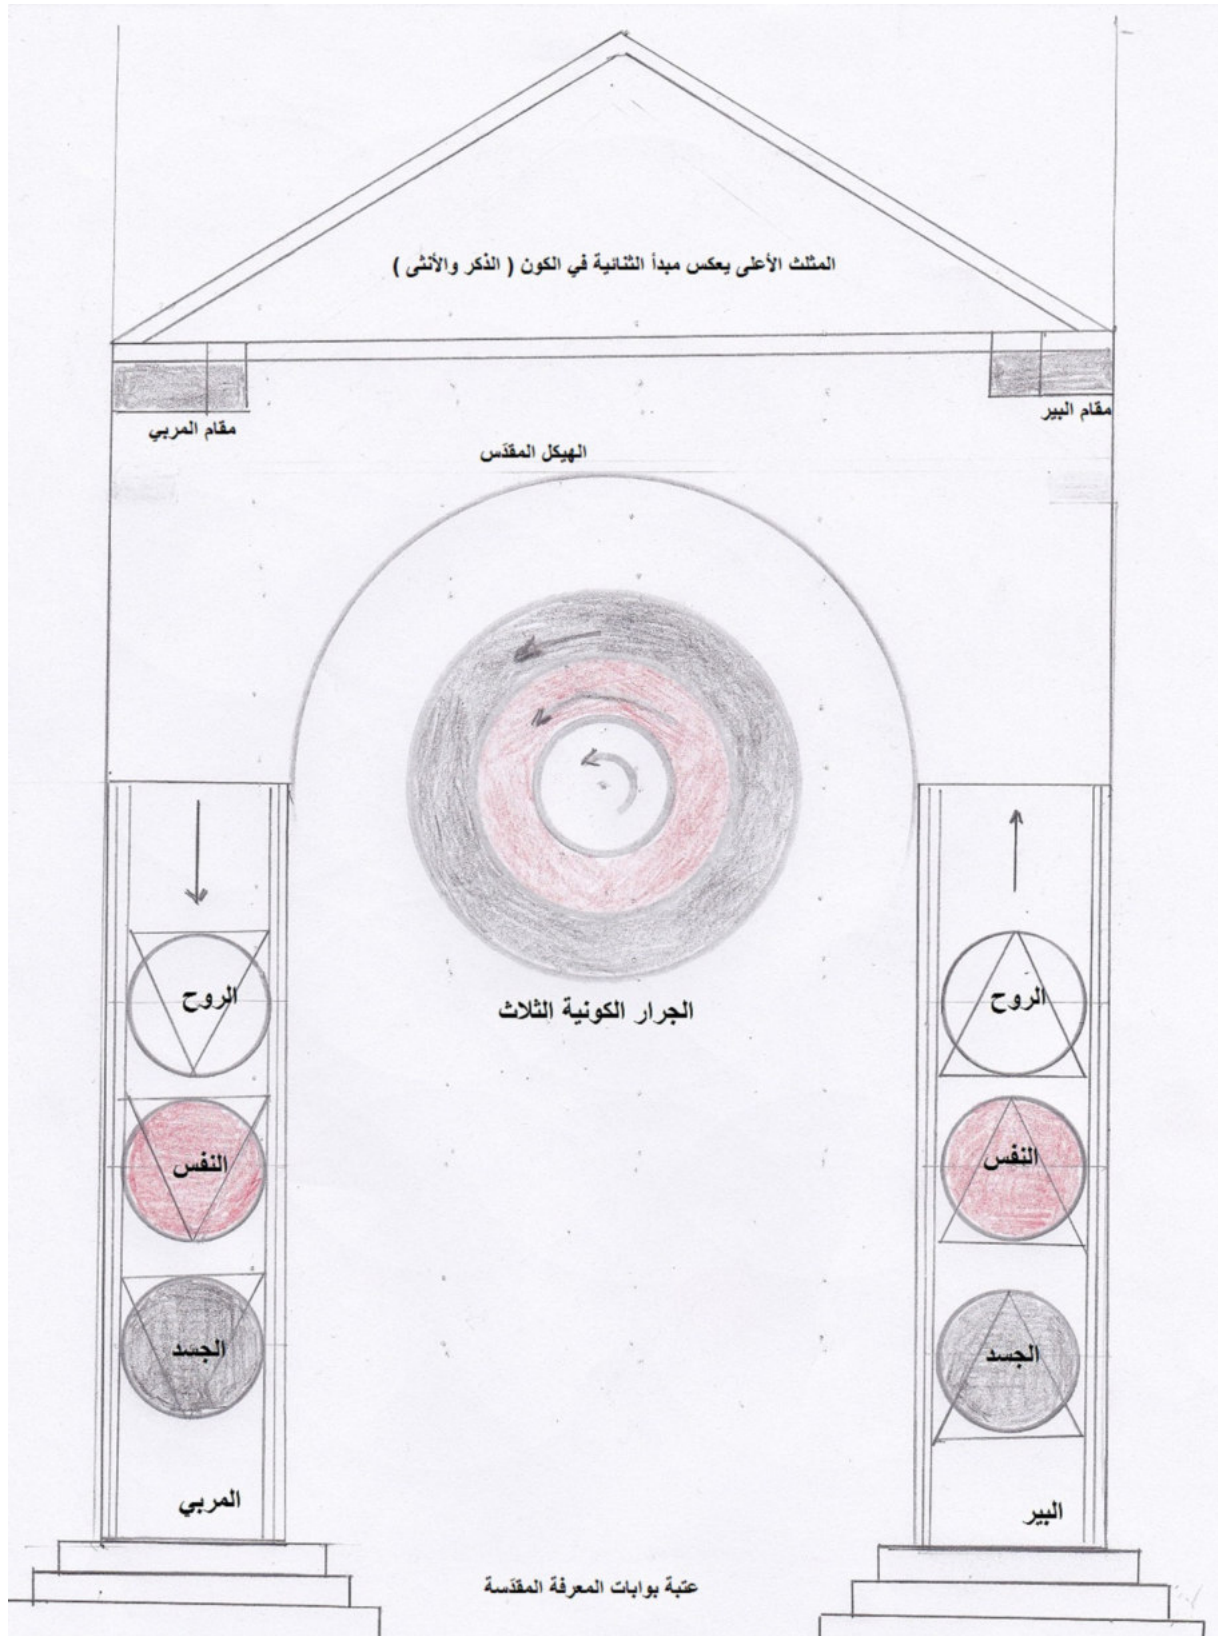 المثلث الأعلى يعكس مبدأ الثنائية في الكون ( الذكر والأنثى )
مقام البير
مقام المربي
الهيكل المقدّس
الجرار الكونية الثلاث
الروح
الروح
النفس
النفس
الجسد
الجسد
البير
المربي
عتبة بوابات المعرفة المقدّسة